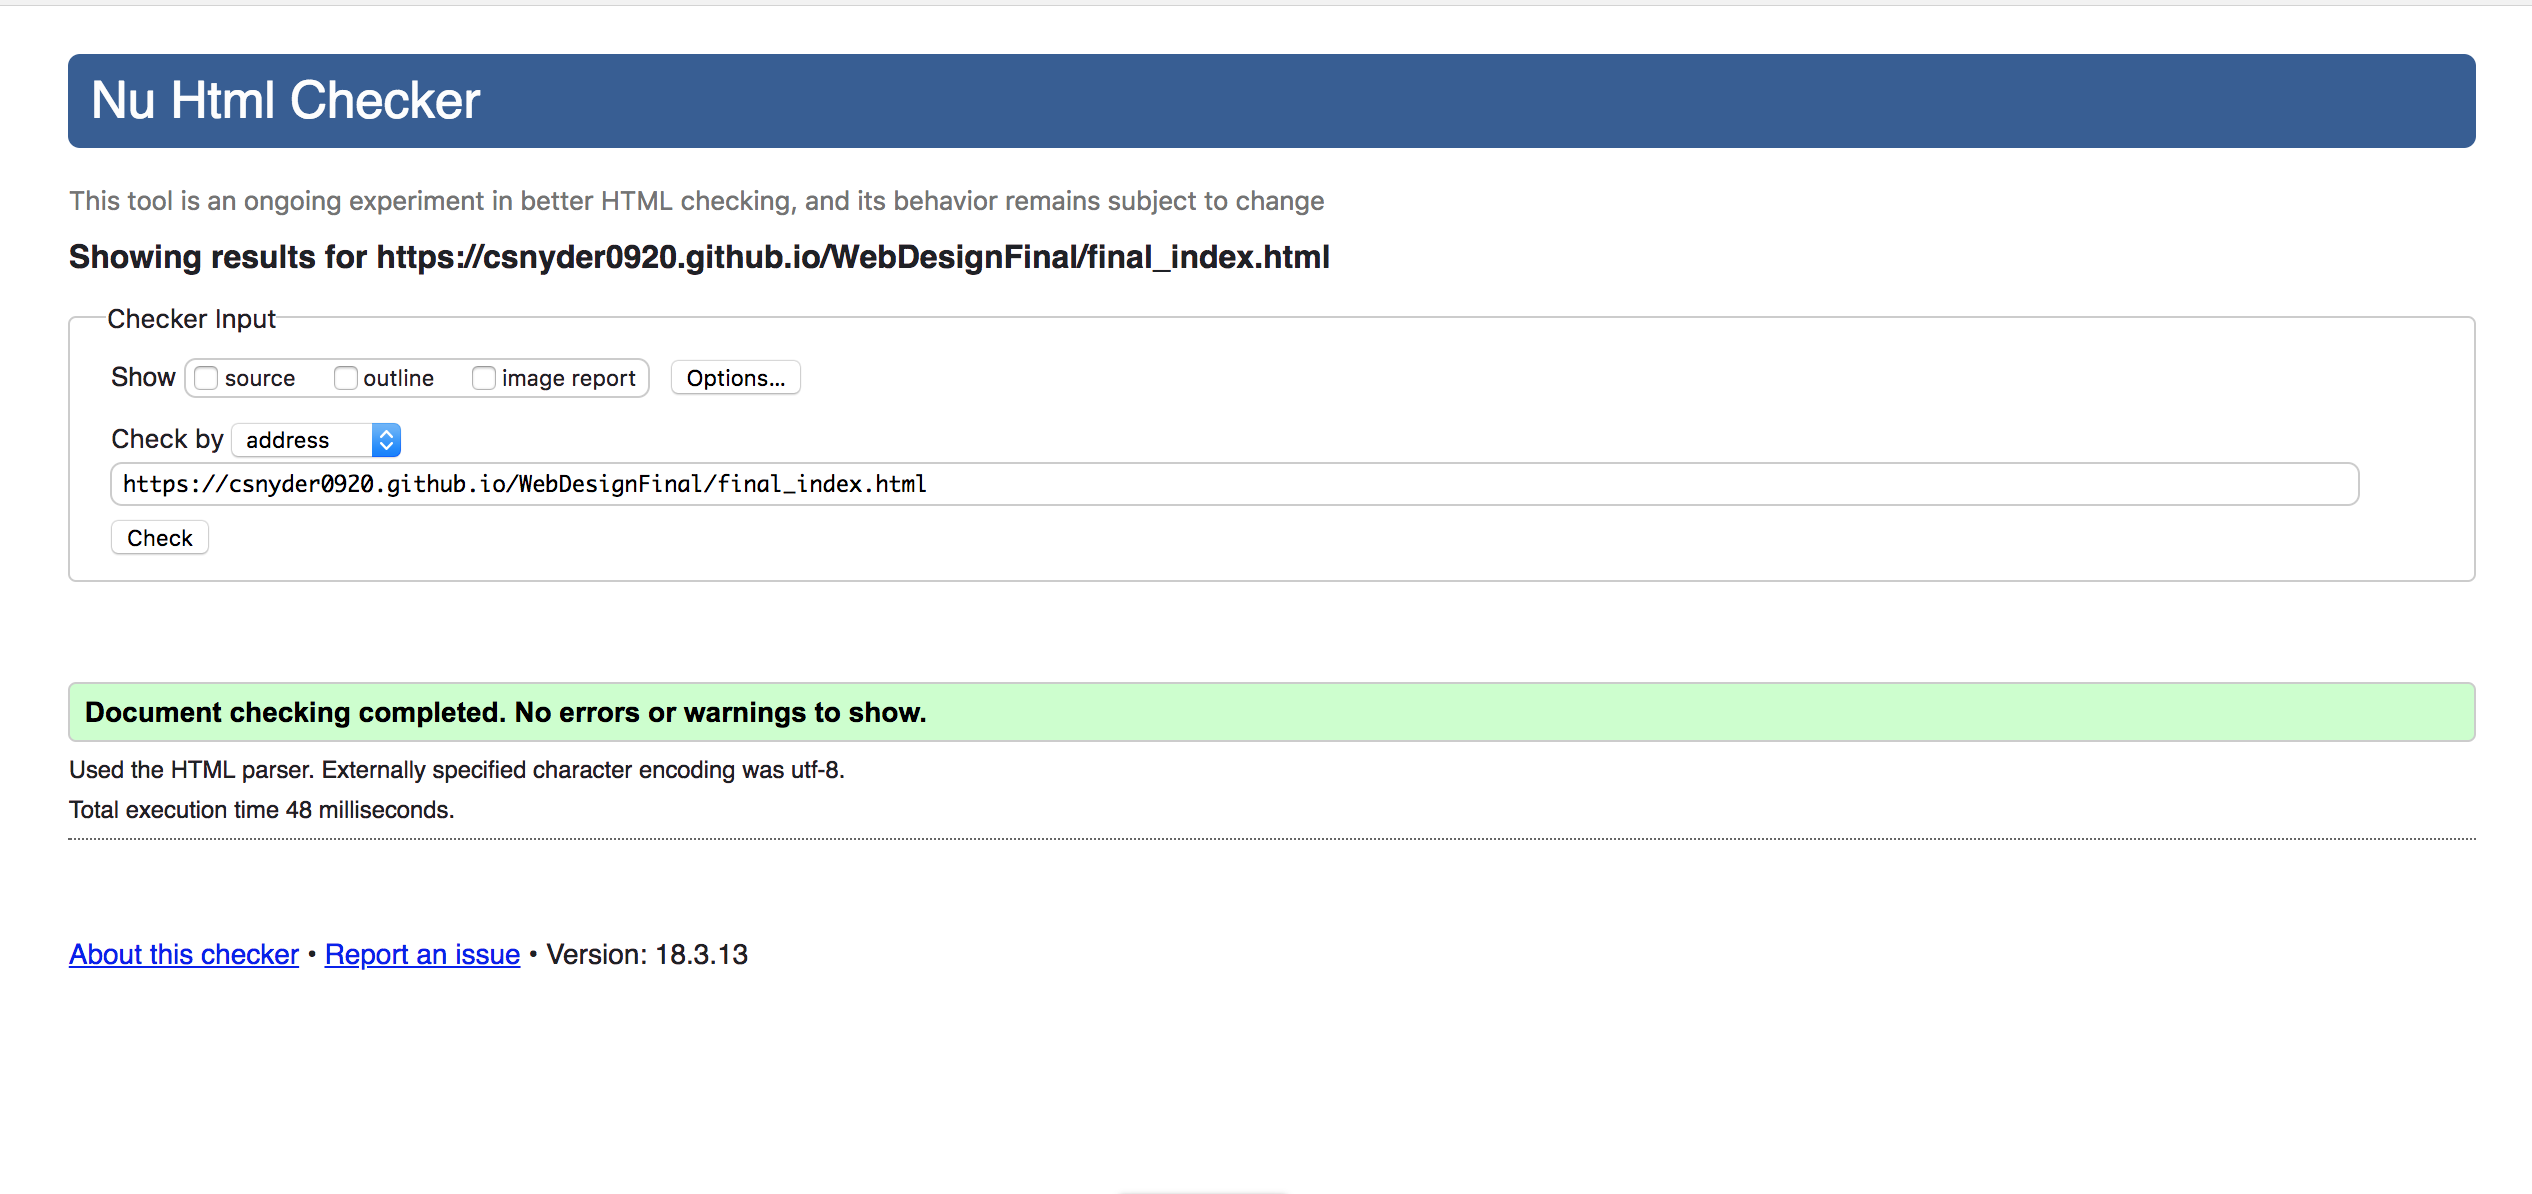 Nu Html Checker
This tool is an ongoing experiment in better HTML checking, and its behavior remains subject to change
Showing results for https://csnyder0920.github.io/WebDesignFinal/final_index.html
Checker Input
Show source outline image report Options...
Check by address
https://csnyder0920.github.io/WebDesignFinal/final_index.html
Check
Document checking completed. No errors or warnings to show.
Used the HTML parser. Externally specified character encoding was utf-8.
Total execution time 48 milliseconds.
About this checker • Report an issue • Version: 18.3.13